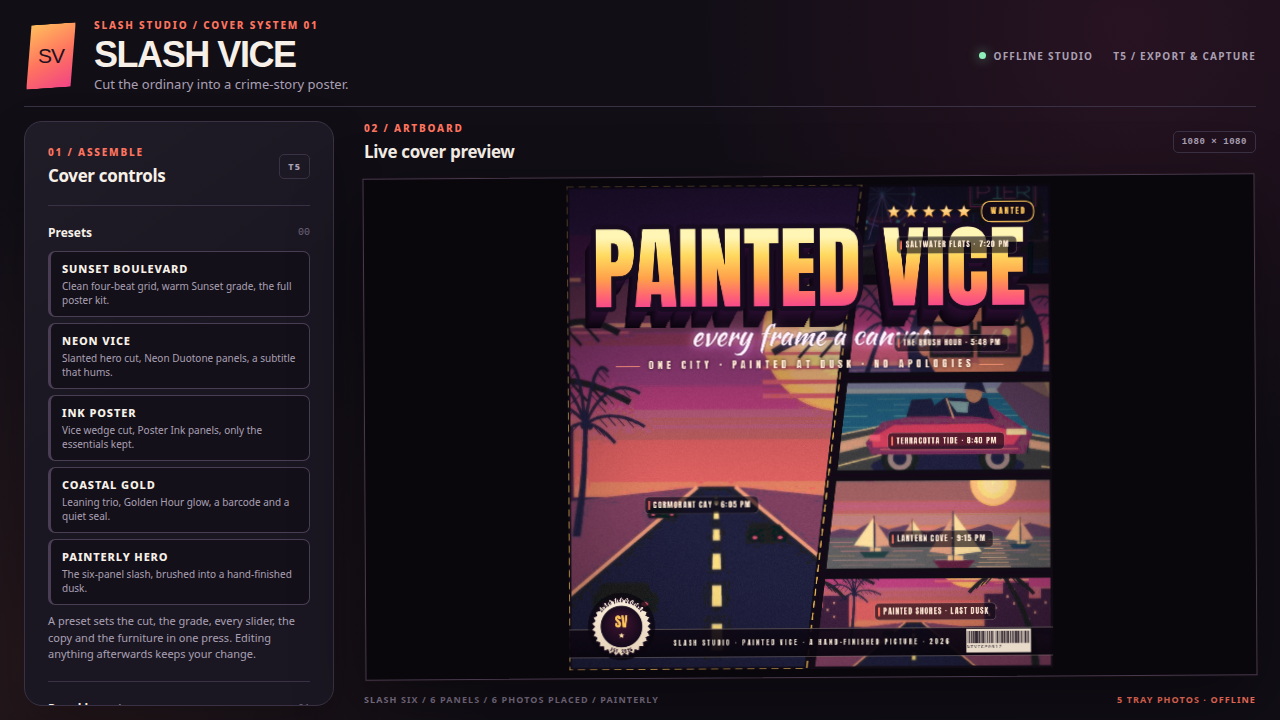 SV
SLASH STUDIO / COVER SYSTEM 01
SLASH VICE
Cut the ordinary into a crime-story poster.
OFFLINE STUDIO
T5 / EXPORT & CAPTURE
01 / ASSEMBLE
Cover controls
T5
Presets
00
SUNSET BOULEVARD
Clean four-beat grid, warm Sunset grade, the full
poster kit.
NEON VICE
Slanted hero cut, Neon Duotone panels, a subtitle
that hums.
INK POSTER
Vice wedge cut, Poster Ink panels, only the
essentials kept.
COASTAL GOLD
Leaning trio, Golden Hour glow, a barcode and a
quiet seal.
PAINTERLY HERO
The six-panel slash, brushed into a hand-finished
dusk.
A preset sets the cut, the grade, every slider, the
copy and the furniture in one press. Editing
anything afterwards keeps your change.
02 / ARTBOARD
Live cover preview
1080 × 1080
PIER
WANTED
PAINTED VICE
SALTWATER FLATS · 7:20 PM
every frame a
THE BRUSH HOUR · 5:48 PM
ONE CITY · PAINTED AT DUSK · NO APOLOGIES
TERRACOTTA TIDE · 8:40 PM
CORMORANT CAY · 6:05 PM
LANTERN COVE · 9:15 PM
PAINTED SHORES · LAST DUSK
SV
SLASH STUDIO · PAINTED VICE · A HAND-FINISHED PICTURE · 2026
SLASH SIX / 6 PANELS / 6 PHOTOS PLACED / PAINTERLY
5 TRAY PHOTOS · OFFLINE